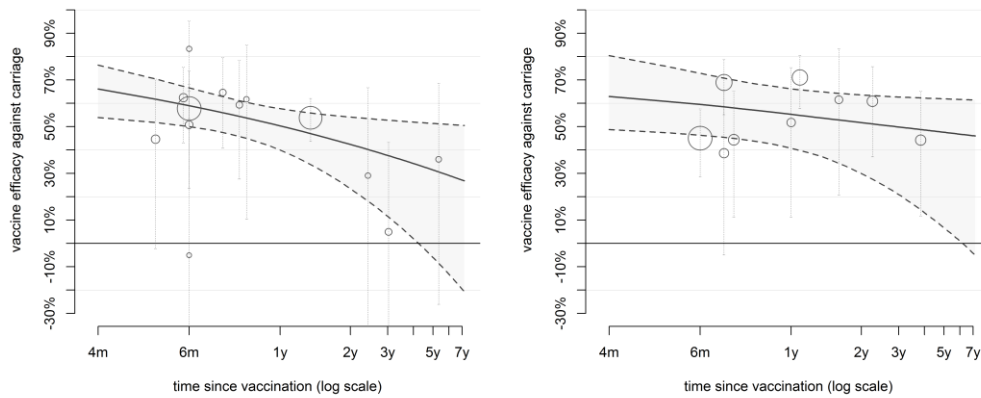 vaccine efficacy against carriage
90%
70%
50%
30%
10%
-10%
-30%
4m 6m 1y 2y 3y 5y 7y
time since vaccination (log scale)
vaccine efficacy against carriage
90%
70%
50%
30%
10%
-10%
-30%
4m 6m 1y 2y 3y 5y 7y
time since vaccination (log scale)